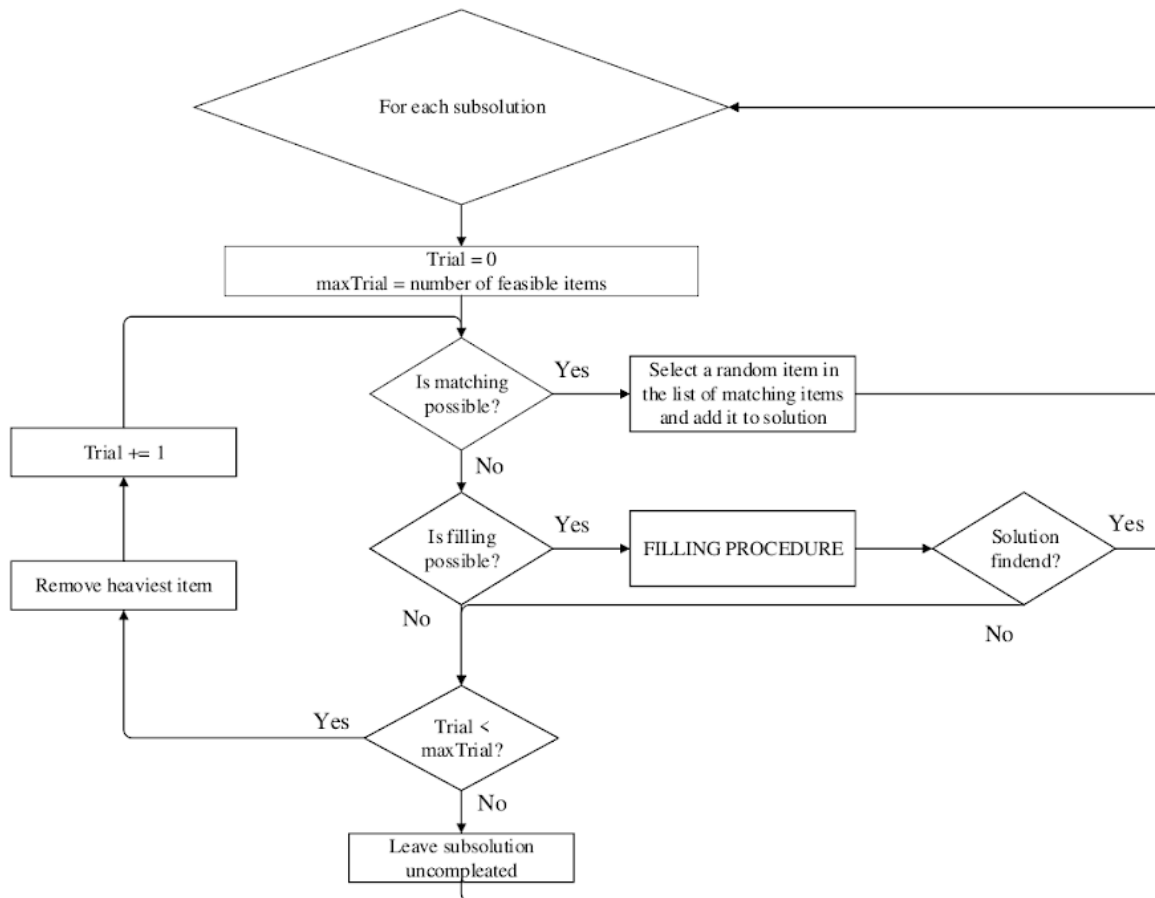 For each subsolution
Trial = 0
maxTrial = number of feasible items
Is matching
possible?
Yes
Select a random item in
the list of matching items
and add it to solution
Trial += 1
No
Is filling
possible?
Yes
FILLING PROCEDURE
Solution
findend?
Yes
Remove heaviest item
No
No
Trial <
maxTrial?
Yes
No
Leave subsolution
uncompleated